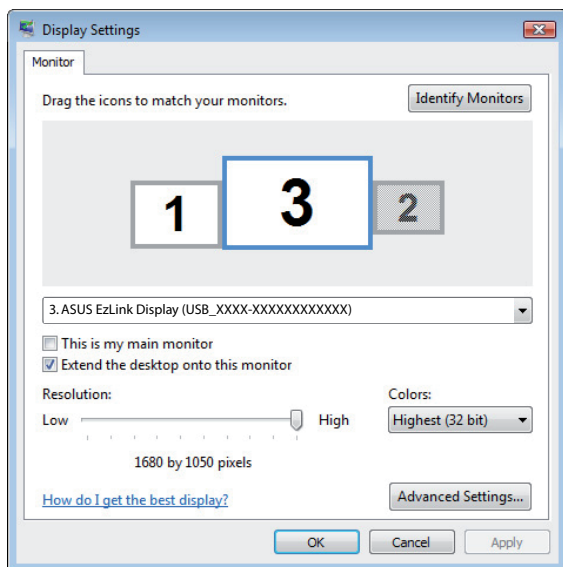 Display Settings
Monitor
Drag the icons to match your monitors.
Identify Monitors
1
3
2
3. ASUS EzLink Display (USB_XXXX-XXXXXXXXXXXX)
This is my main monitor
Extend the desktop onto this monitor
Resolution:
Colors:
Low
High
Highest (32 bit)
1680 by 1050 pixels
How do I get the best display?
Advanced Settings...
OK
Cancel
Apply